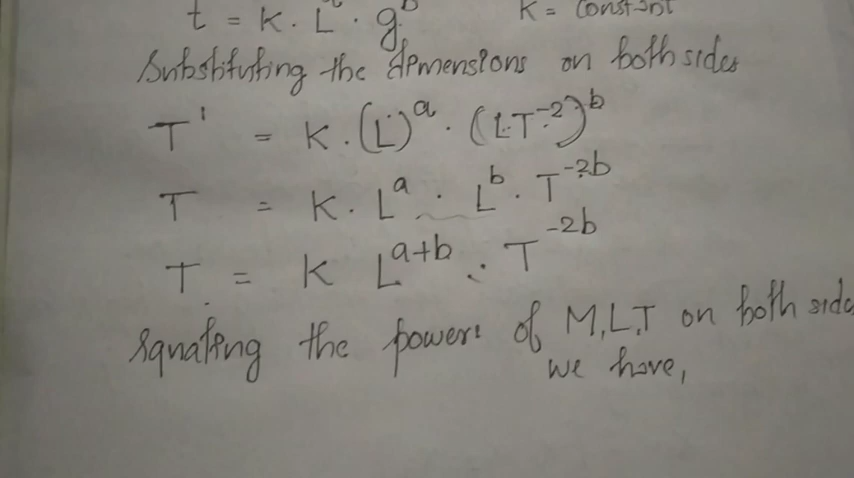 t = K . L^a . g^b K = Constant
Substituting the dimensions on both sides
T^1 = K . (L)^a . (LT^-2)^b
T = K . L^a . L^b . T^-2b
T = K L^a+b . T^-2b
Equating the powers of M,L,T on both side
we have,